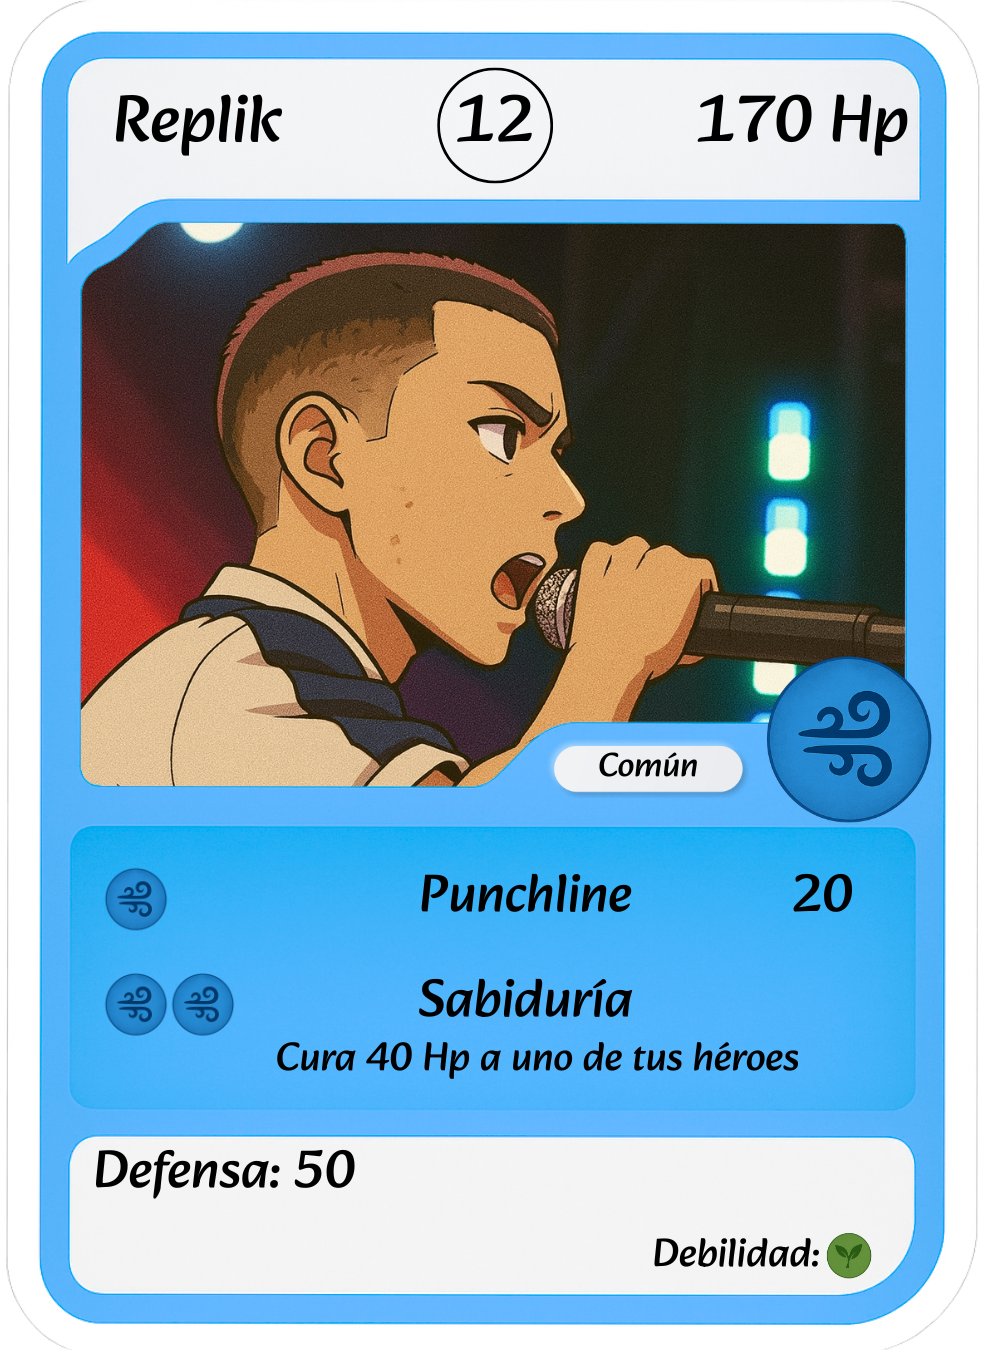 Replik 12 170 Hp
Común
Punchline 20
Sabiduría
Cura 40 Hp a uno de tus héroes
Defensa: 50
Debilidad: